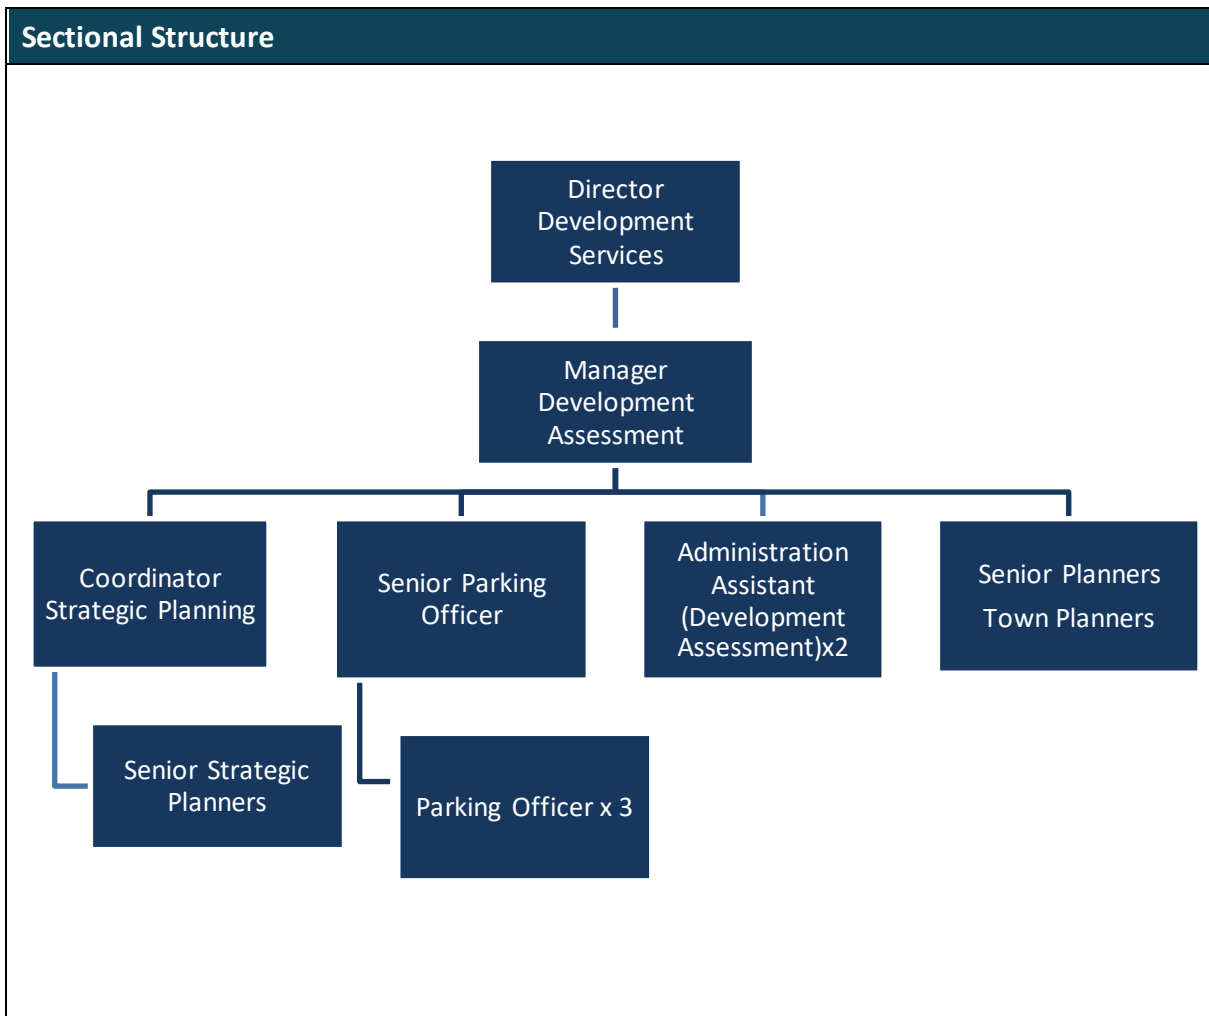 Sectional Structure
Director
Development
Services
Manager
Development
Assessment
Coordinator
Strategic Planning
Senior Parking
Officer
Administration
Assistant
(Development
Assessment)x2
Senior Planners
Town Planners
Senior Strategic
Planners
Parking Officer x 3